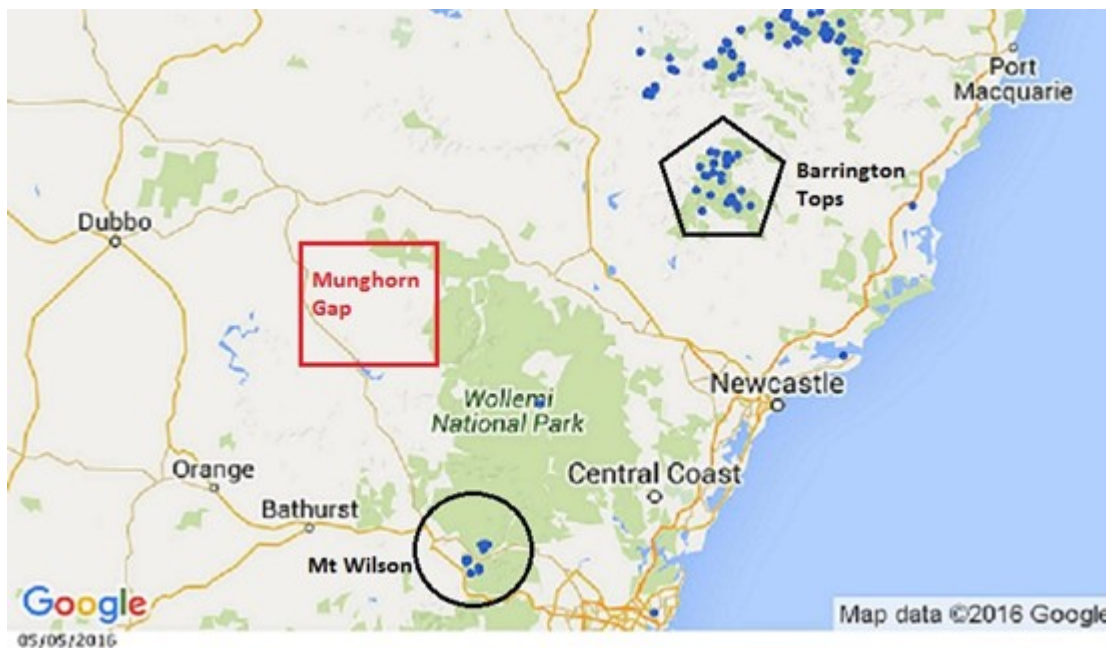 Port
Macquarie
Barrington
Tops
Dubbo
Munghorn
Gap
Newcastle
Wollemi
National Park
Orange
Central Coast
Bathurst
Mt Wilson
Google
Map data ©2016 Google
05/05/2016